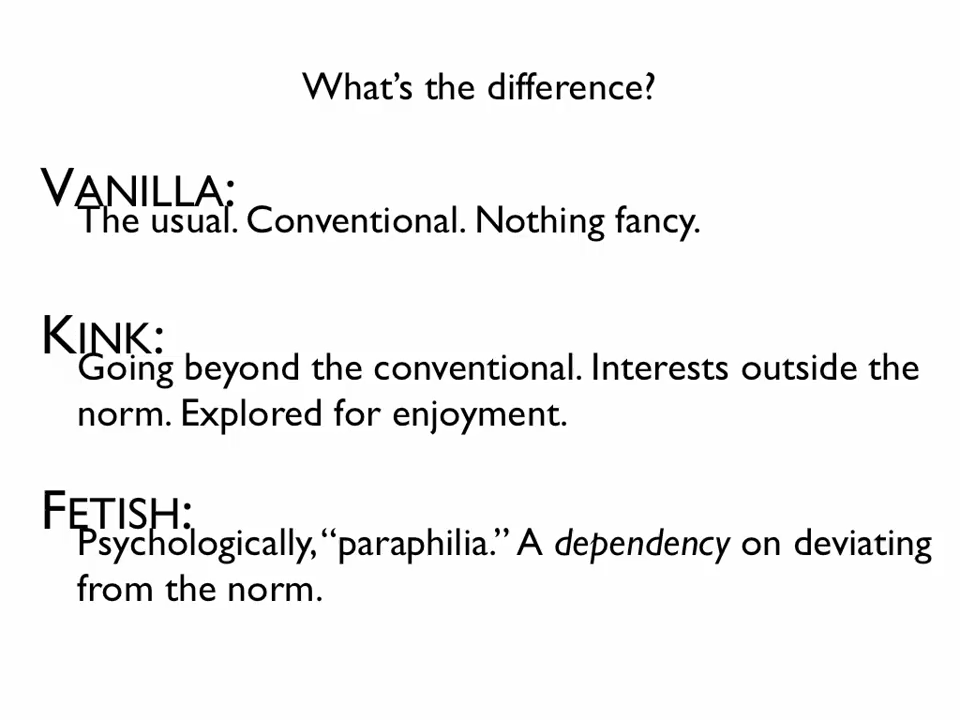 What’s the difference?
VANILLA:
The usual. Conventional. Nothing fancy.
KINK:
Going beyond the conventional. Interests outside the
norm. Explored for enjoyment.
FETISH:
Psychologically, “paraphilia.” A dependency on deviating
from the norm.